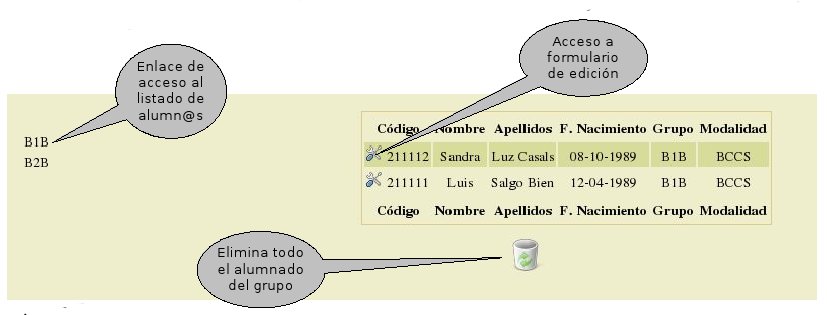 Acceso a
formulario
de edición
Enlace de
acceso al
listado de
alumn@s
B1B
B2B
Código Nombre Apellidos F. Nacimiento Grupo Modalidad
211112 Sandra Luz Casals 08-10-1989 B1B BCCS
211111 Luis Salgo Bien 12-04-1989 B1B BCCS
Código Nombre Apellidos F. Nacimiento Grupo Modalidad
Elimina todo
el alumnado
del grupo